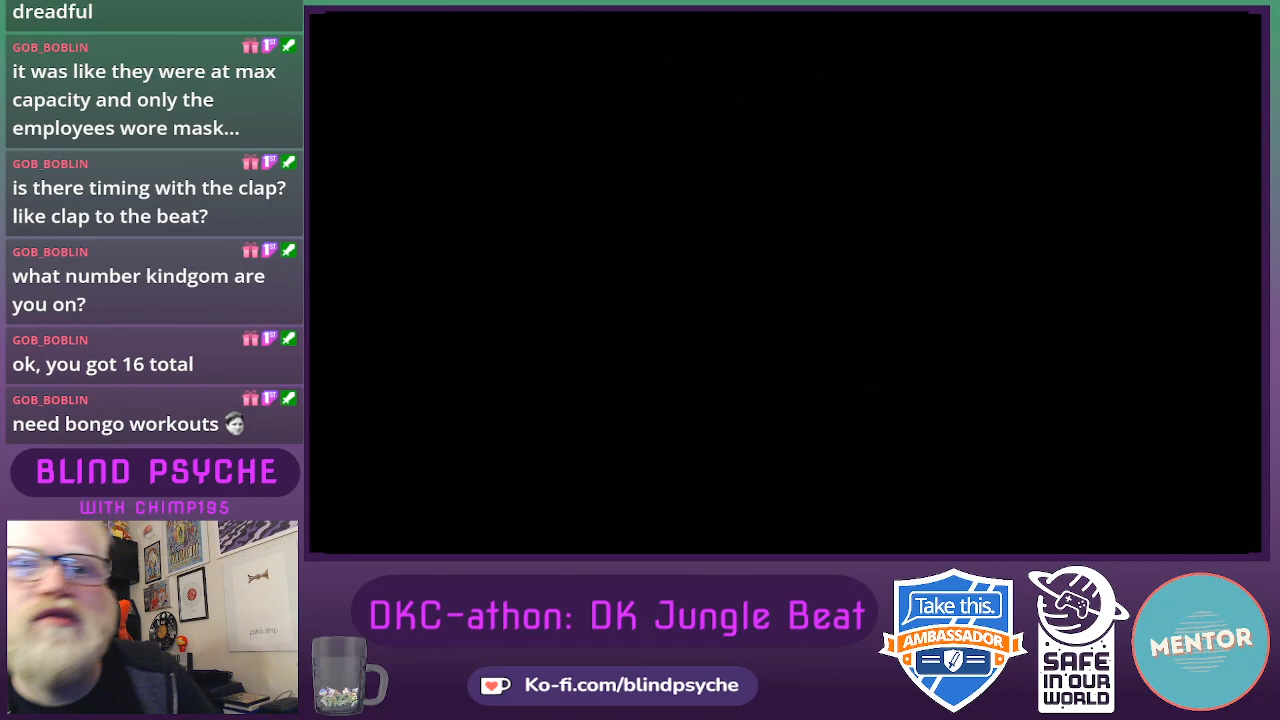 dreadful
GOB_BOBLIN
it was like they were at max
capacity and only the
employees wore mask...
GOB_BOBLIN
is there timing with the clap?
like clap to the beat?
GOB_BOBLIN
what number kindgom are
you on?
GOB_BOBLIN
ok, you got 16 total
GOB_BOBLIN
need bongo workouts
BLIND PSYCHE
WITH CHIMP195
DKC-athon: DK Jungle Beat
Ko-fi.com/blindpsyche
Take this.
AMBASSADOR
SAFE
IN OUR
WORLD
MENTOR